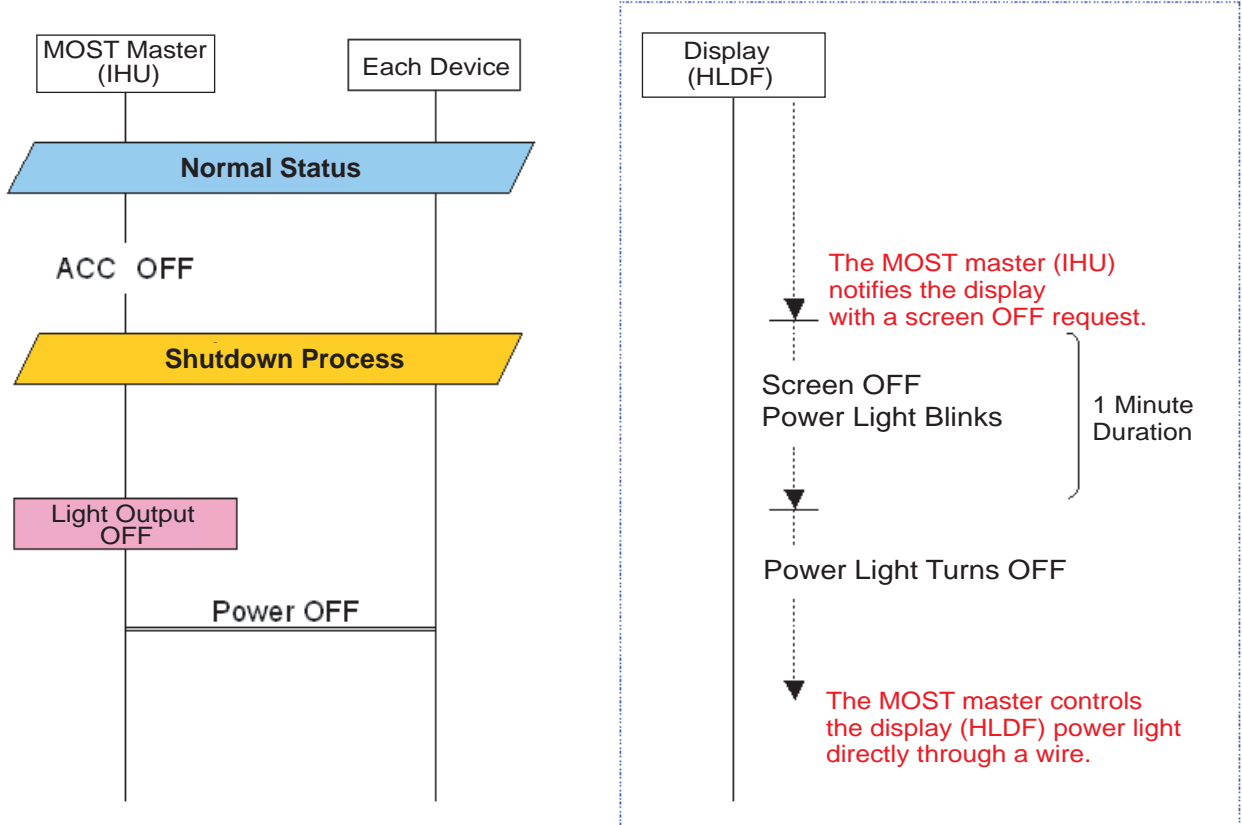 MOST Master
(IHU)
Each Device
Normal Status
ACC OFF
Shutdown Process
Light Output
OFF
Power OFF
Display
(HLDF)
The MOST master (IHU)
notifies the display
with a screen OFF request.
Screen OFF
Power Light Blinks
1 Minute
Duration
Power Light Turns OFF
The MOST master controls
the display (HLDF) power light
directly through a wire.